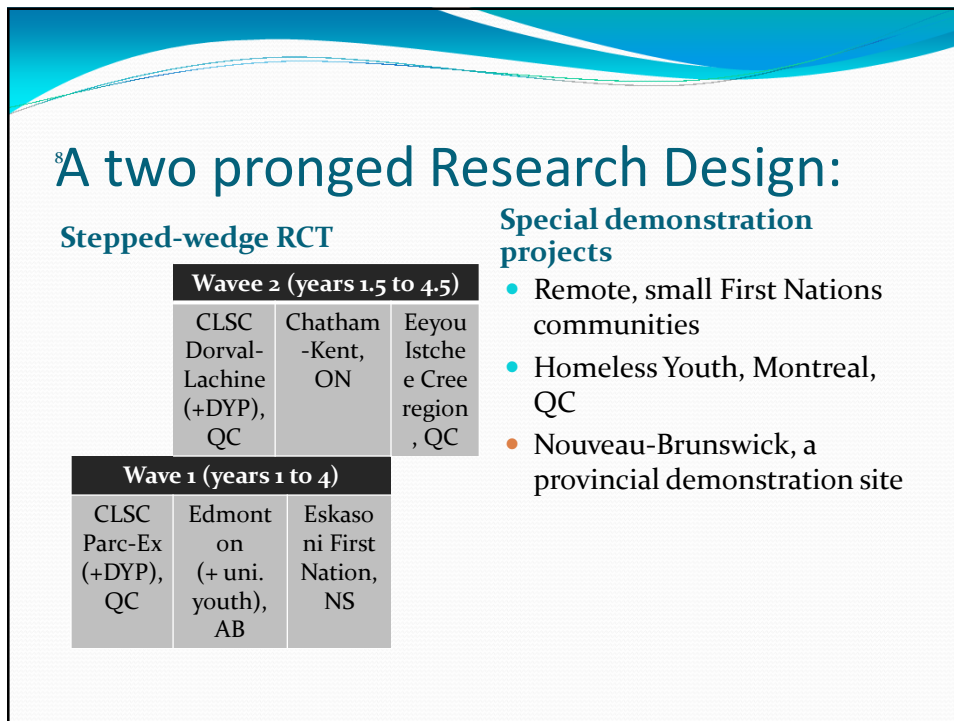 8
A two pronged Research Design:
Stepped-wedge RCT
Wavee 2 (years 1.5 to 4.5)
CLSC
Dorval-
Lachine
(+DYP),
QC
Chatham
-Kent,
ON
Eeyou
Istche
e Cree
region
, QC
Wave 1 (years 1 to 4)
CLSC
Parc-Ex
(+DYP),
QC
Edmont
on
(+ uni.
youth),
AB
Eskaso
ni First
Nation,
NS
Special demonstration
projects
• Remote, small First Nations
communities
• Homeless Youth, Montreal,
QC
• Nouveau-Brunswick, a
provincial demonstration site